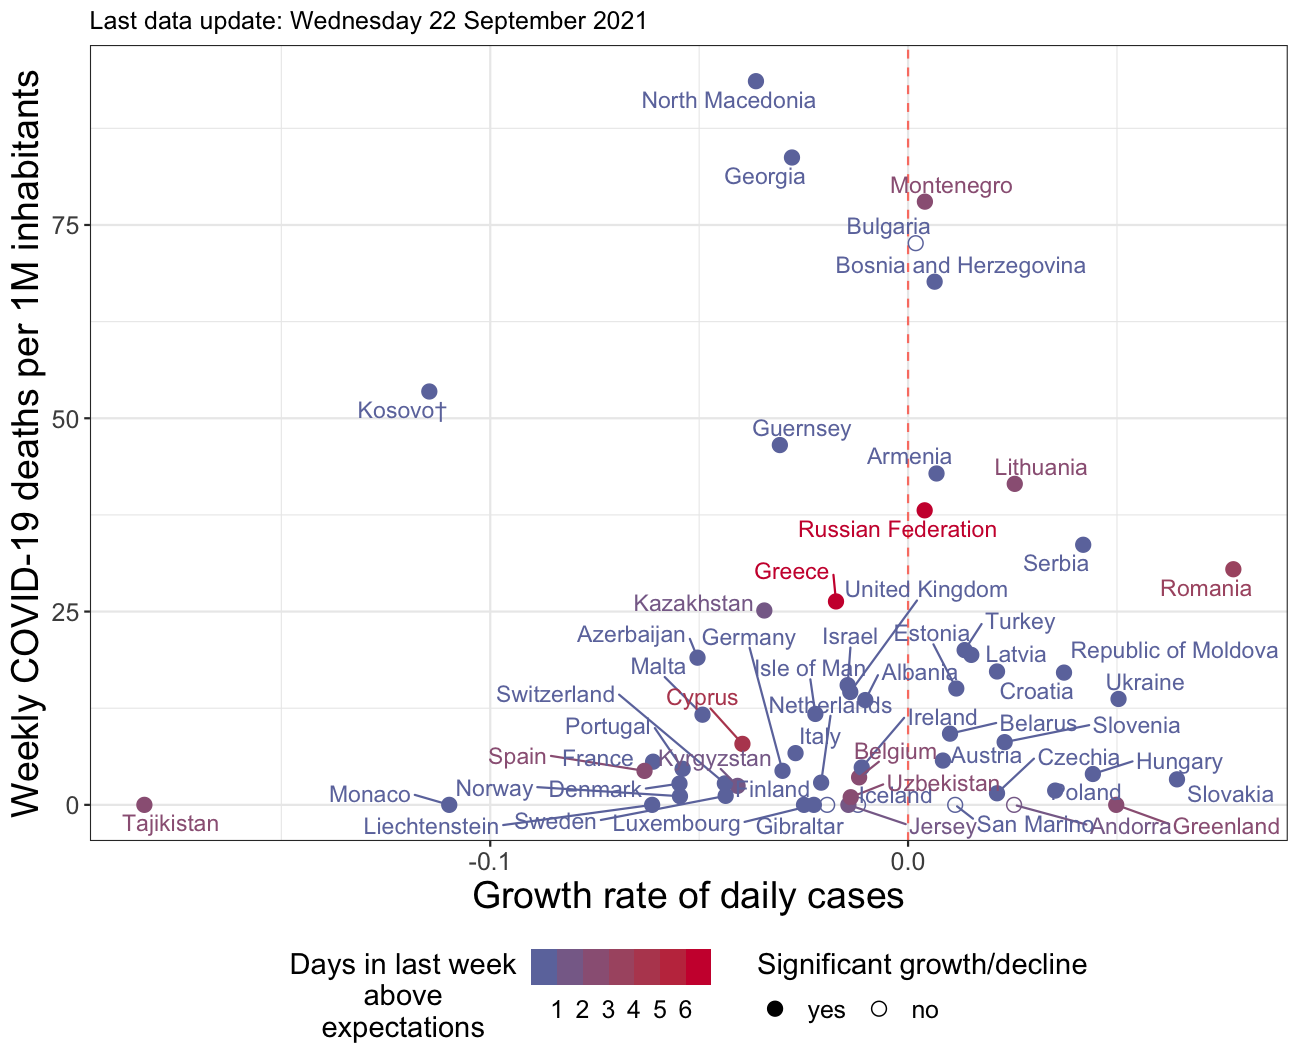 Last data update: Wednesday 22 September 2021
Weekly COVID-19 deaths per 1M inhabitants
75
50
25
0
North Macedonia
Georgia
Montenegro
Bulgaria
Bosnia and Herzegovina
Kosovo†
Guernsey
Armenia
Lithuania
Russian Federation
Serbia
Greece
Romania
United Kingdom
Kazakhstan
Turkey
Azerbaijan
Germany
Israel
Estonia
Republic of Moldova
Latvia
Malta
Isle of Man
Albania
Ukraine
Croatia
Switzerland
Cyprus
Netherlands
Ireland
Belarus
Slovenia
Portugal
Italy
Spain
France
Kyrgyzstan
Belgium
Austria
Czechia
Hungary
Monaco
Norway
Denmark
Finland
Uzbekistan
Iceland
Poland
Slovakia
Tajikistan
Liechtenstein
Sweden
Luxembourg
Gibraltar
Jersey
San Marino
Andorra
Greenland
-0.1
0.0
Growth rate of daily cases
Days in last week
above
expectations
1 2 3 4 5 6
Significant growth/decline
yes
no